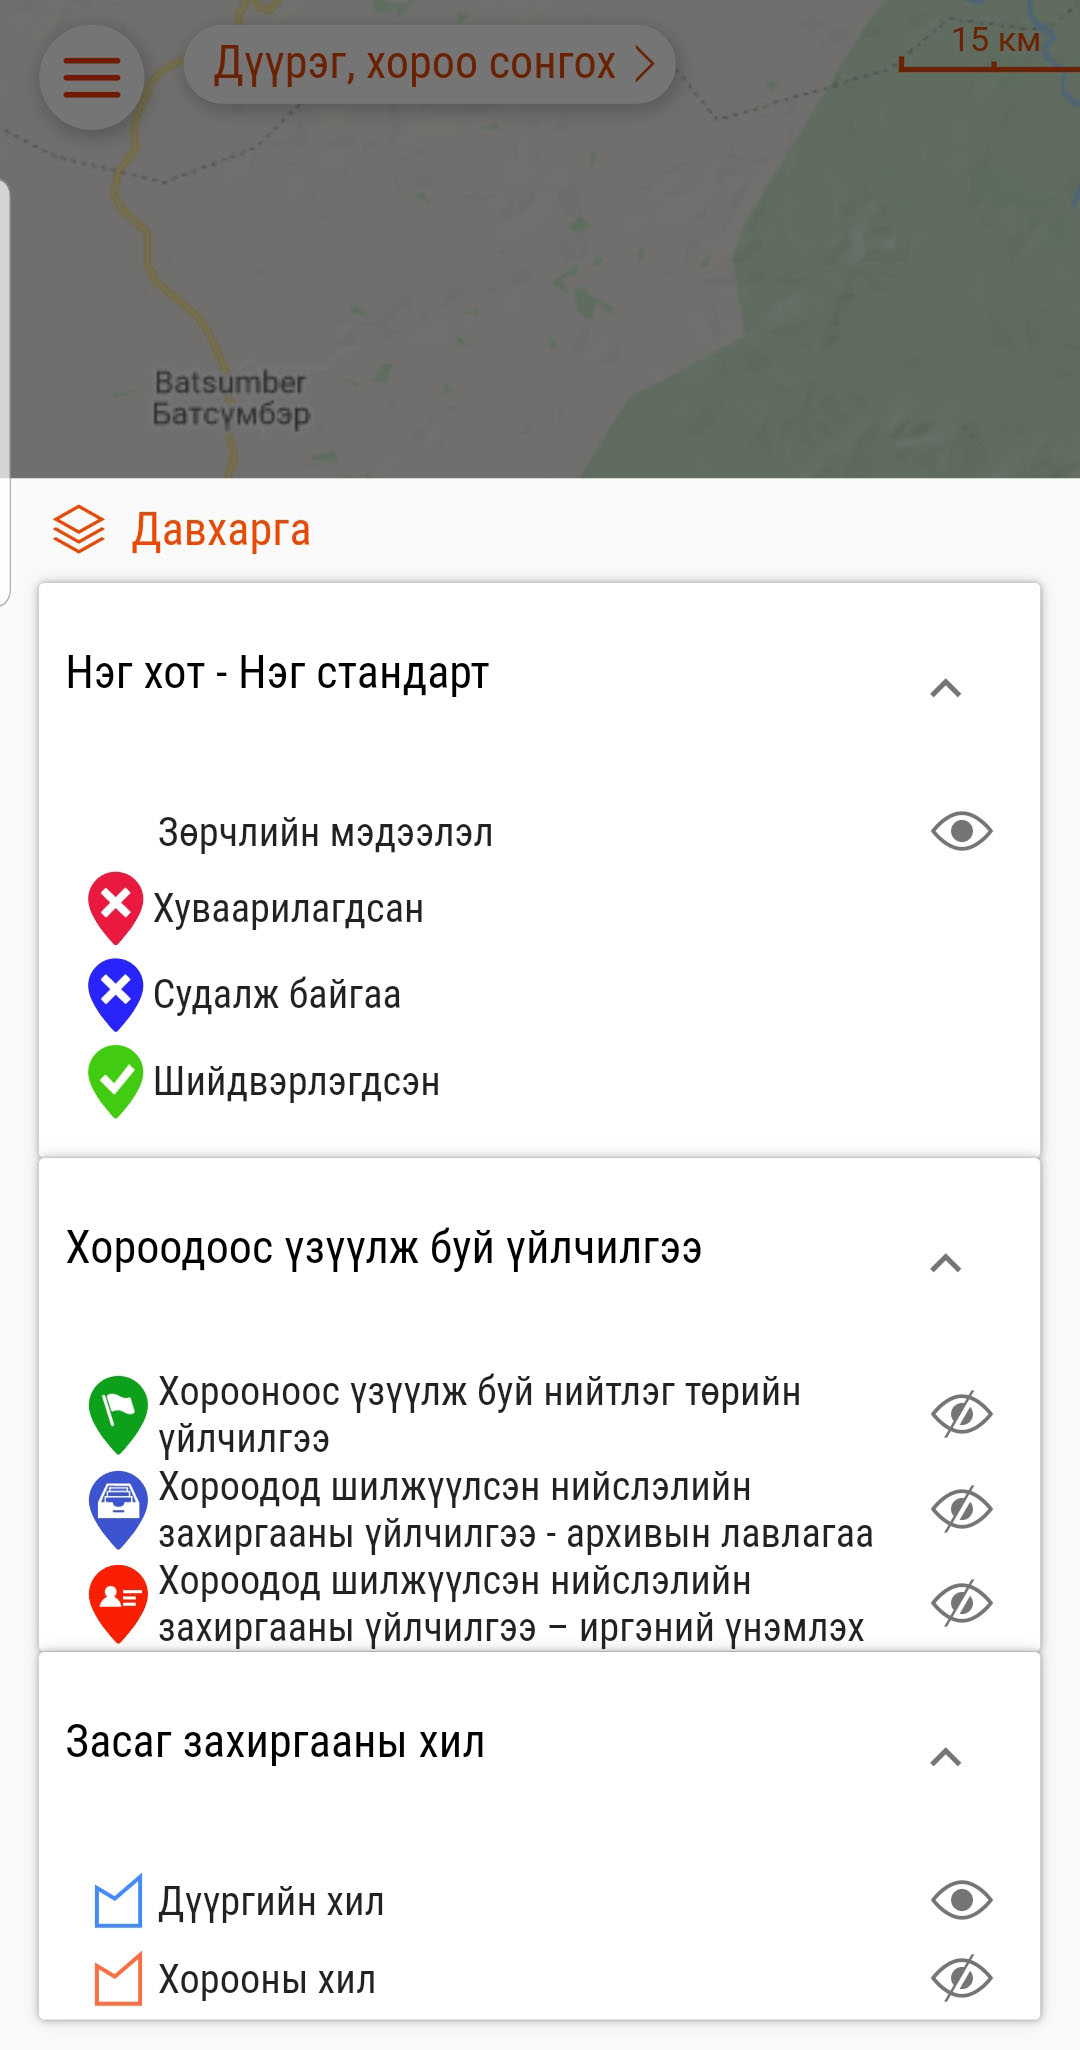 Дүүрэг, хороо сонгох
15 км
Batsumber
Батсүмбэр
Давхарга
Нэг хот - Нэг стандарт
Зөрчлийн мэдээлэл
Хуваарилагдсан
Судалж байгаа
Шийдвэрлэгдсэн
Хороодоос үзүүлж буй үйлчилгээ
Хорооноос үзүүлж буй нийтлэг төрийн
үйлчилгээ
Хороодод шилжүүлсэн нийслэлийн
захиргааны үйлчилгээ - архивын лавлагаа
Хороодод шилжүүлсэн нийслэлийн
захиргааны үйлчилгээ – иргэний үнэмлэх
Засаг захиргааны хил
Дүүргийн хил
Хорооны хил